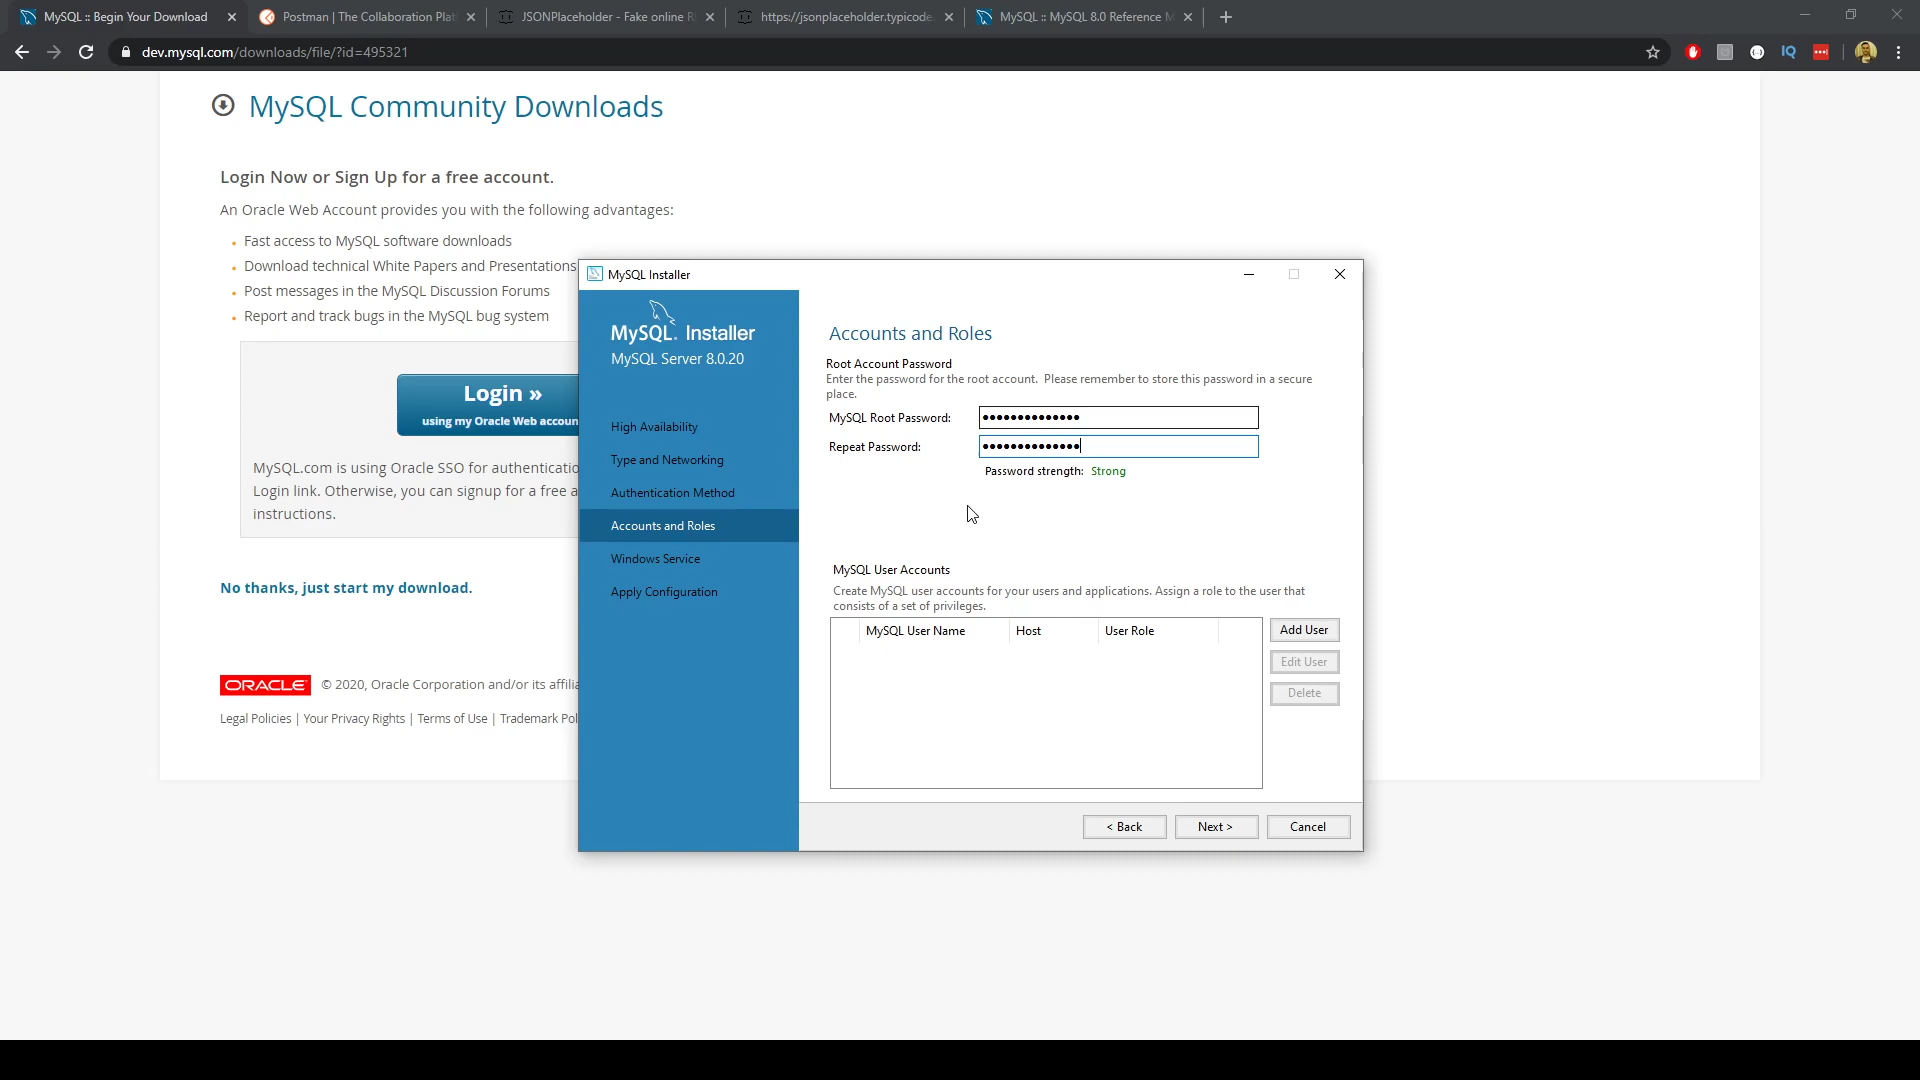 MySQL :: Begin Your Download
Postman | The Collaboration Plat
JSONPlaceholder - Fake online R
https://jsonplaceholder.typicode.
MySQL :: MySQL 8.0 Reference M
dev.mysql.com/downloads/file/?id=495321
IQ
MySQL Community Downloads
Login Now or Sign Up for a free account.
An Oracle Web Account provides you with the following advantages:
Fast access to MySQL software downloads
Download technical White Papers and Presentations
Post messages in the MySQL Discussion Forums
Report and track bugs in the MySQL bug system
Login »
using my Oracle Web accoun
MySQL.com is using Oracle SSO for authenticatio
Login link. Otherwise, you can signup for a free a
instructions.
No thanks, just start my download.
ORACLE © 2020, Oracle Corporation and/or its affilia
Legal Policies | Your Privacy Rights | Terms of Use | Trademark Pol
MySQL Installer
MySQL. Installer
MySQL Server 8.0.20
High Availability
Type and Networking
Authentication Method
Accounts and Roles
Windows Service
Apply Configuration
Accounts and Roles
Root Account Password
Enter the password for the root account. Please remember to store this password in a secure
place.
MySQL Root Password: ••••••••••••••
Repeat Password: ••••••••••••••
Password strength: Strong
MySQL User Accounts
Create MySQL user accounts for your users and applications. Assign a role to the user that
consists of a set of privileges.
MySQL User Name Host User Role
Add User
Edit User
Delete
< Back Next > Cancel